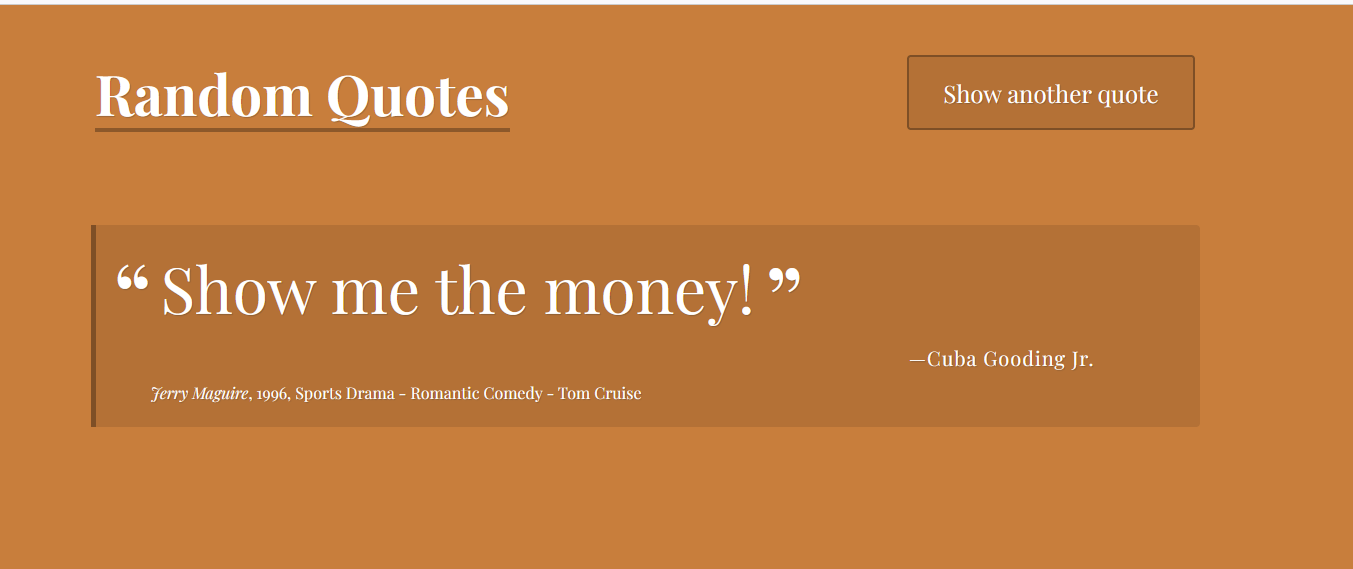 Random Quotes
Show another quote
“ Show me the money! ”
—Cuba Gooding Jr.
Jerry Maguire, 1996, Sports Drama - Romantic Comedy - Tom Cruise